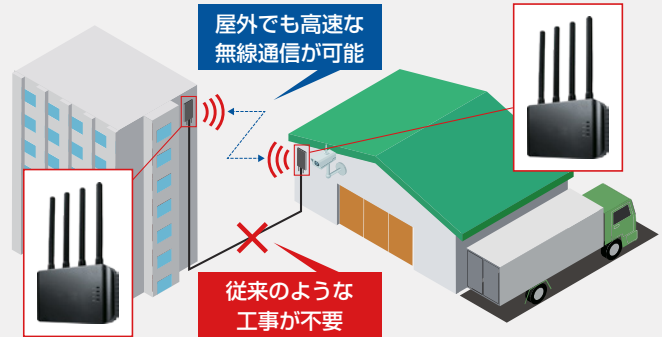 屋外でも高速な
無線通信が可能
従来のような
工事が不要